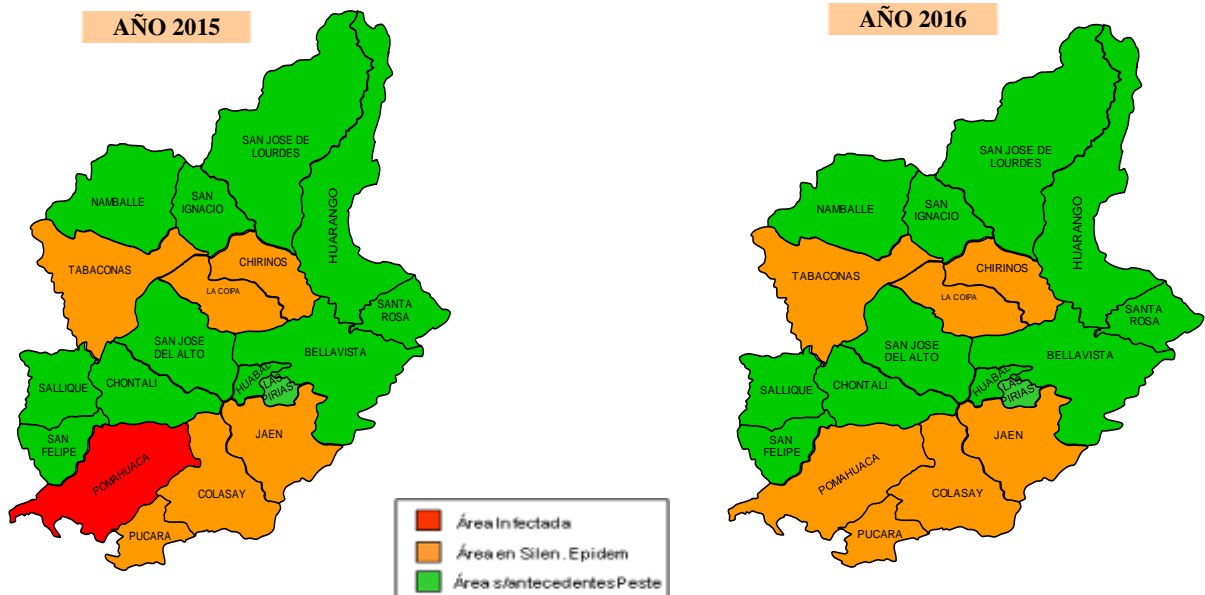 AÑO 2015
SAN JOSE DE
LOURDES
NAMBALLE
SAN
IGNACIO
HUARANGO
TABACONAS
CHIRINOS
LA COIPA
SANTA
ROSA
SAN JOSE
DEL ALTO
BELLAVISTA
SALLIQUE
CHONTALI
HUABAL
LAS
PIRIAS
SAN
FELIPE
JAEN
POMAHUACA
COLASAY
PUCARA
Área Infectada
Área en Silen. Epidem
Área s/antecedentes Peste
AÑO 2016
SAN JOSE DE
LOURDES
NAMBALLE
SAN
IGNACIO
HUARANGO
TABACONAS
CHIRINOS
LA COIPA
SANTA
ROSA
SAN JOSE
DEL ALTO
BELLAVISTA
SALLIQUE
CHONTALI
HUABAL
LAS
PIRIAS
SAN
FELIPE
JAEN
POMAHUACA
COLASAY
PUCARA